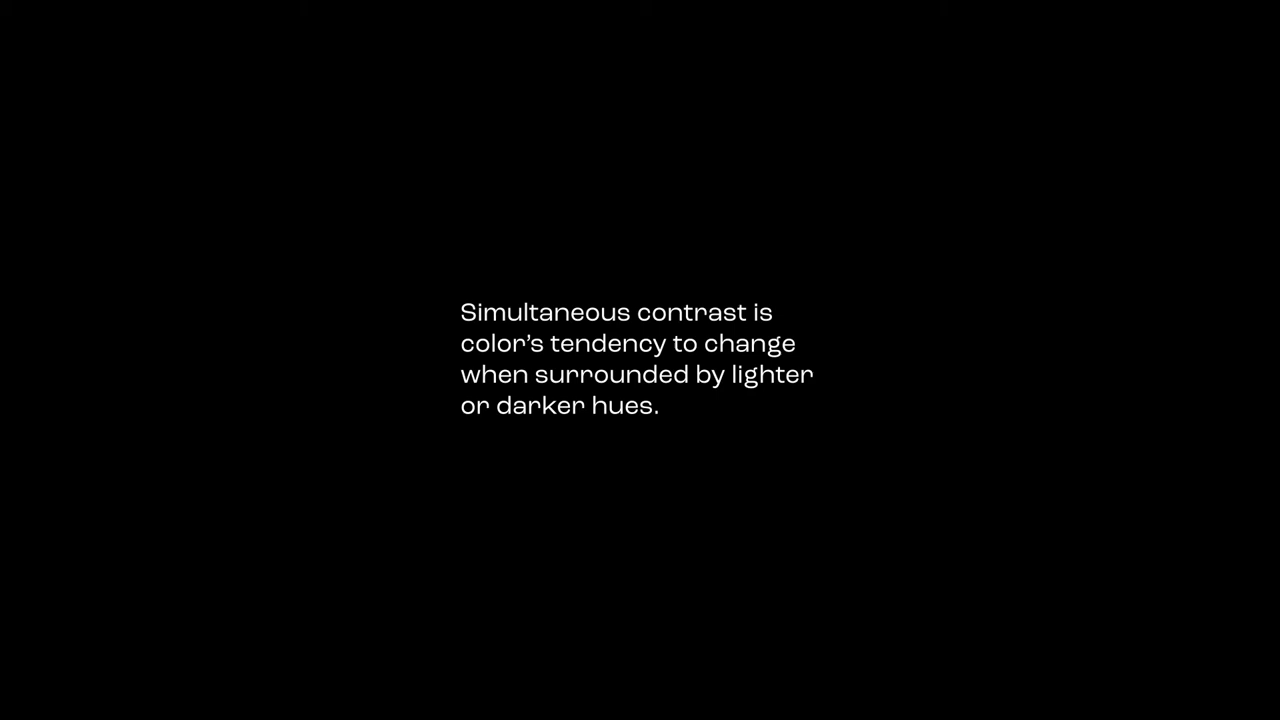 Simultaneous contrast is
color’s tendency to change
when surrounded by lighter
or darker hues.